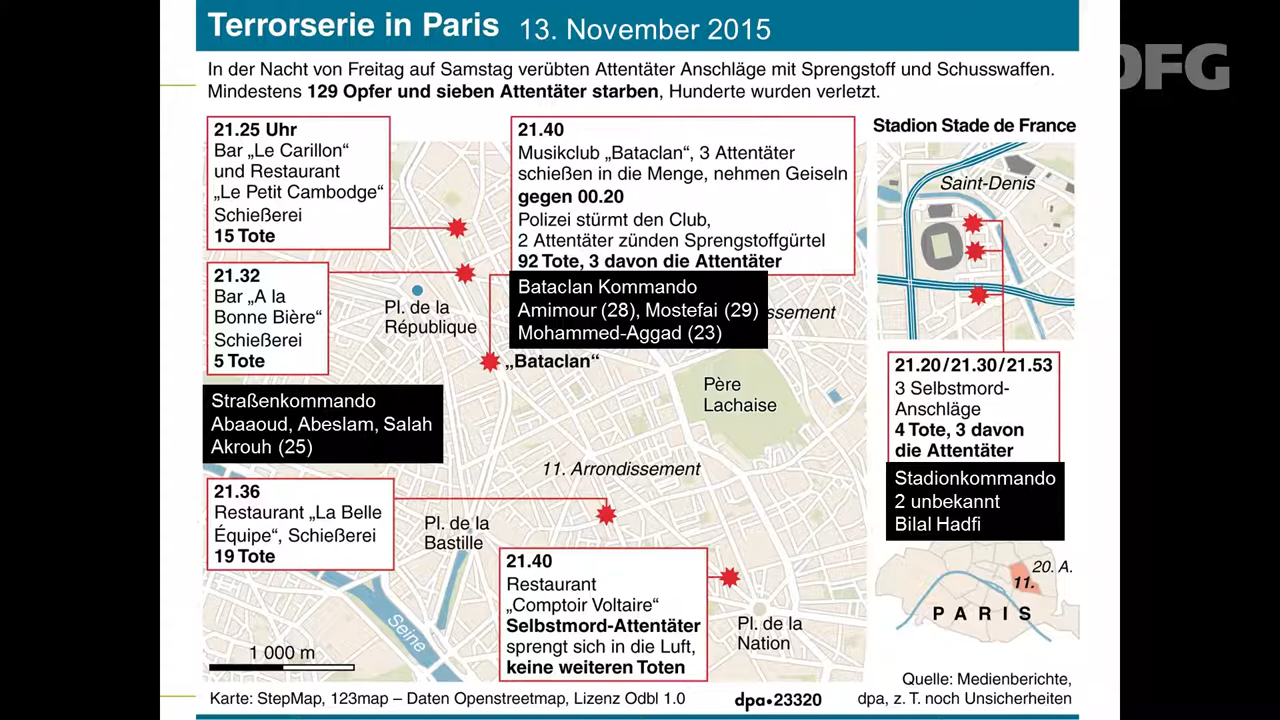 Terrorserie in Paris 13. November 2015
DFG
In der Nacht von Freitag auf Samstag verübten Attentäter Anschläge mit Sprengstoff und Schusswaffen.
Mindestens 129 Opfer und sieben Attentäter starben, Hunderte wurden verletzt.
21.25 Uhr
Bar „Le Carillon“
und Restaurant
„Le Petit Cambodge“
Schießerei
15 Tote
21.40
Musikclub „Bataclan“, 3 Attentäter
schießen in die Menge, nehmen Geiseln
gegen 00.20
Polizei stürmt den Club,
2 Attentäter zünden Sprengstoffgürtel
92 Tote, 3 davon die Attentäter
Bataclan Kommando
Amimour (28), Mostefai (29)
Mohammed-Aggad (23)
ssement
Stadion Stade de France
Saint-Denis
21.32
Bar „A la
Bonne Bière“
Schießerei
5 Tote
Pl. de la
République
„Bataclan“
Père
Lachaise
21.20/21.30/21.53
3 Selbstmord-
Anschläge
4 Tote, 3 davon
die Attentäter
Stadionkommando
2 unbekannt
Bilal Hadfi
Straßenkommando
Abaaoud, Abeslam, Salah
Akrouh (25)
11. Arrondissement
21.36
Restaurant „La Belle
Équipe“, Schießerei
19 Tote
Pl. de la
Bastille
21.40
Restaurant
„Comptoir Voltaire“
Selbstmord-Attentäter
sprengt sich in die Luft,
keine weiteren Toten
Pl. de la
Nation
20. A.
11.
PARIS
Seine
1 000 m
Quelle: Medienberichte,
dpa, z. T. noch Unsicherheiten
Karte: StepMap, 123map – Daten Openstreetmap, Lizenz Odbl 1.0
dpa•23320